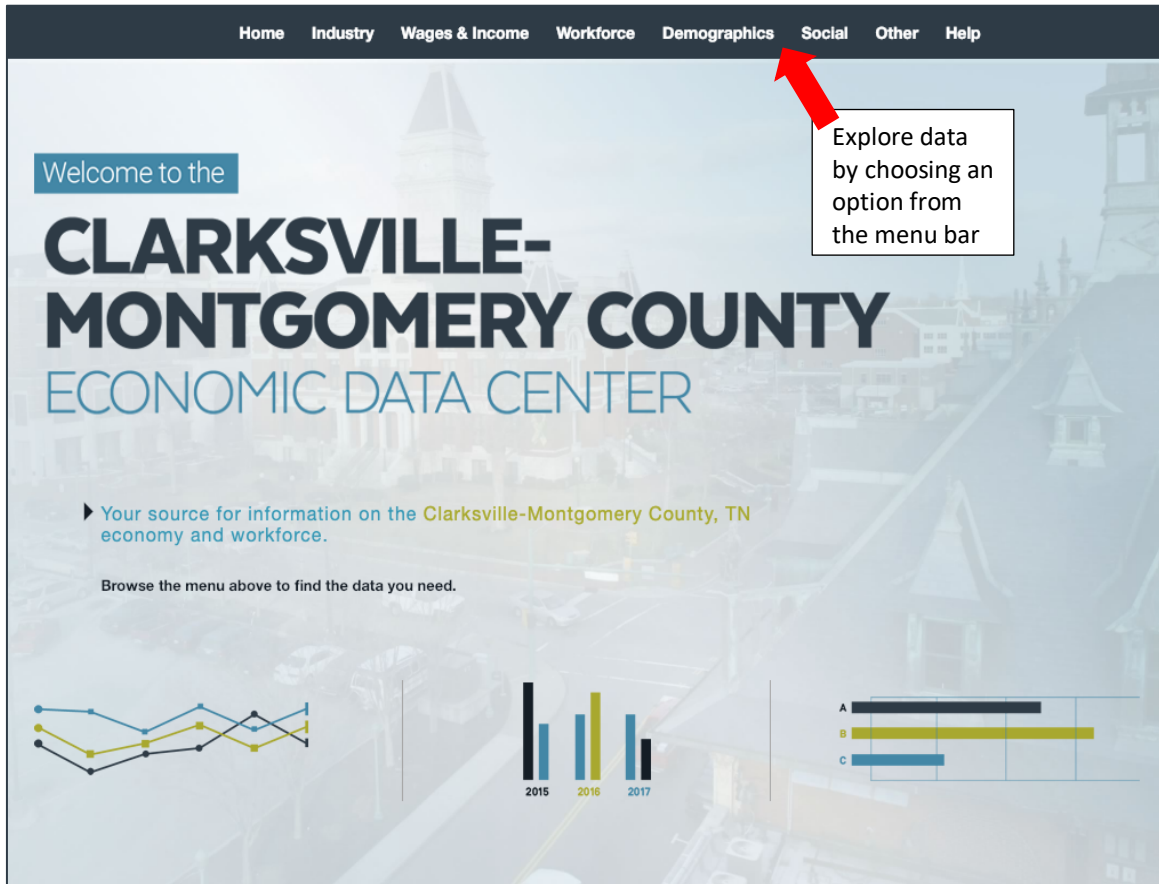 Home Industry Wages & Income Workforce Demographics Social Other Help
Explore data
by choosing an
option from
the menu bar
Welcome to the
CLARKSVILLE-
MONTGOMERY COUNTY
ECONOMIC DATA CENTER
Your source for information on the Clarksville-Montgomery County, TN
economy and workforce.
Browse the menu above to find the data you need.
2015 2016 2017
A
B
C